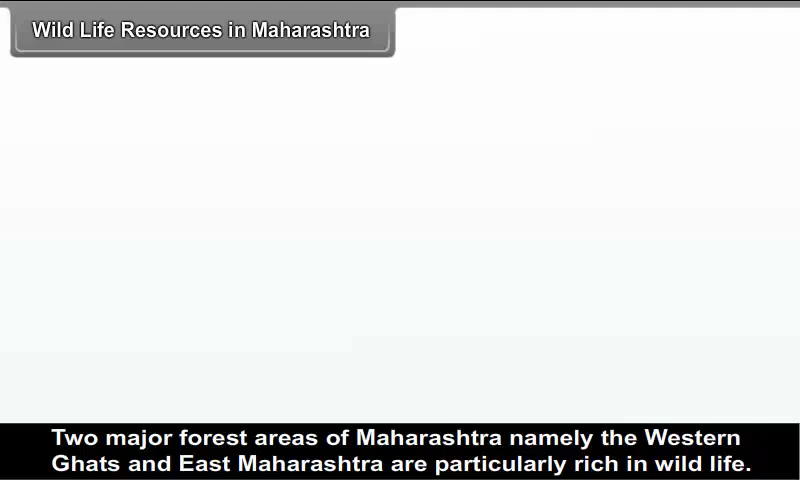 Wild Life Resources in Maharashtra
Two major forest areas of Maharashtra namely the Western
Ghats and East Maharashtra are particularly rich in wild life.